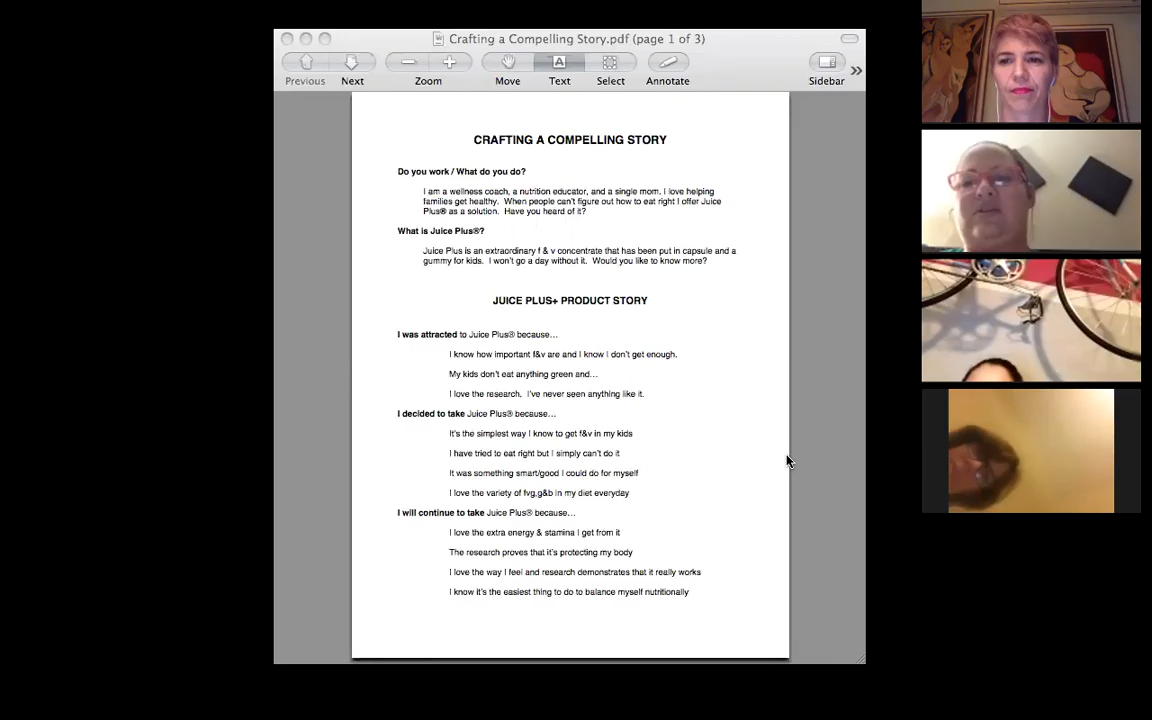 Crafting a Compelling Story.pdf (page 1 of 3)
Previous Next Zoom Move Text Select Annotate Sidebar
CRAFTING A COMPELLING STORY
Do you work / What do you do?
I am a wellness coach, a nutrition educator, and a single mom. I love helping
families get healthy. When people can't figure out how to eat right I offer Juice
Plus® as a solution. Have you heard of it?
What is Juice Plus®?
Juice Plus is an extraordinary f & v concentrate that has been put in capsule and a
gummy for kids. I won't go a day without it. Would you like to know more?
JUICE PLUS+ PRODUCT STORY
I was attracted to Juice Plus® because…
I know how important f&v are and I know I don't get enough.
My kids don't eat anything green and…
I love the research. I've never seen anything like it.
I decided to take Juice Plus® because…
It's the simplest way I know to get f&v in my kids
I have tried to eat right but I simply can't do it
It was something smart/good I could do for myself
I love the variety of fvg,g&b in my diet everyday
I will continue to take Juice Plus® because…
I love the extra energy & stamina I get from it
The research proves that it's protecting my body
I love the way I feel and research demonstrates that it really works
I know it's the easiest thing to do to balance myself nutritionally